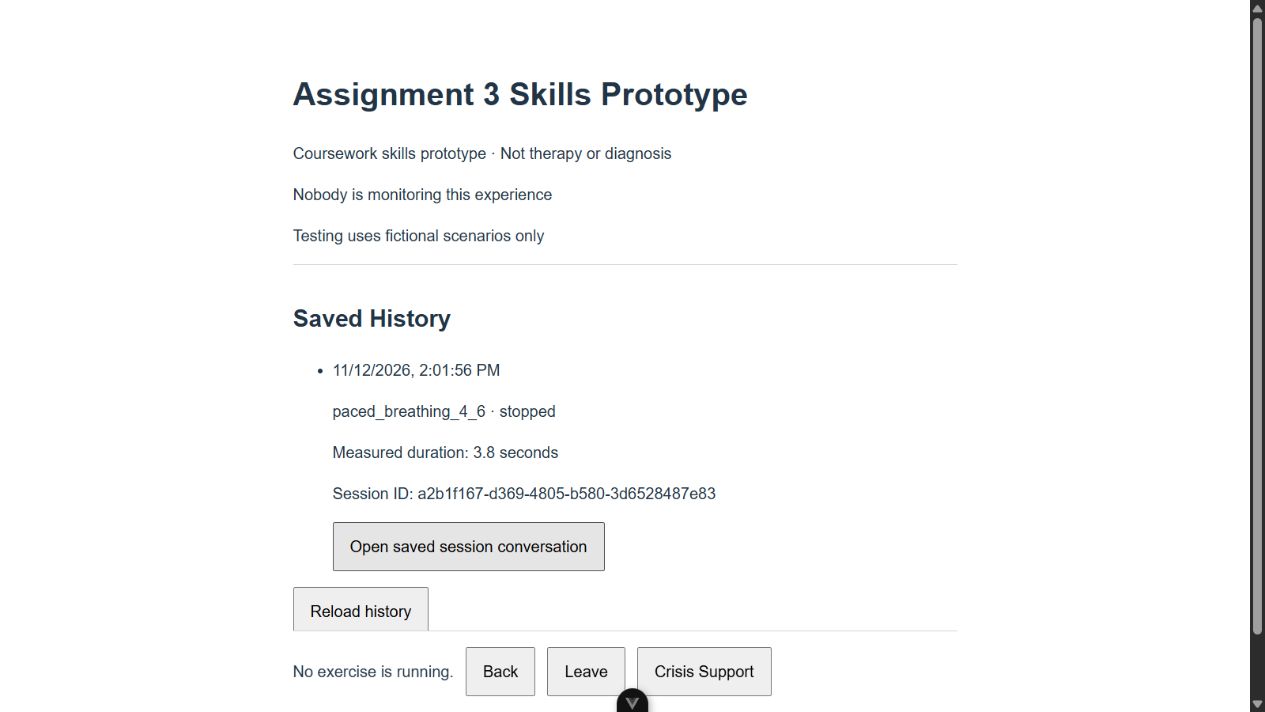 Assignment 3 Skills Prototype
Coursework skills prototype · Not therapy or diagnosis
Nobody is monitoring this experience
Testing uses fictional scenarios only
Saved History
11/12/2026, 2:01:56 PM
paced_breathing_4_6 · stopped
Measured duration: 3.8 seconds
Session ID: a2b1f167-d369-4805-b580-3d6528487e83
Open saved session conversation
Reload history
No exercise is running. Back Leave Crisis Support